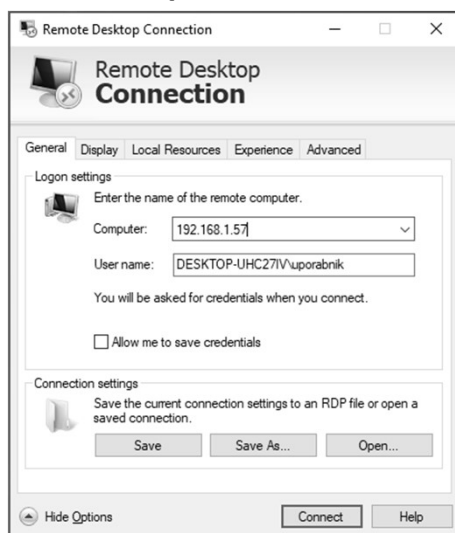 Remote Desktop Connection
Remote Desktop
Connection
General Display Local Resources Experience Advanced
Logon settings
Enter the name of the remote computer.
Computer: 192.168.1.57
User name: DESKTOP-UHC27IV\uporabnik
You will be asked for credentials when you connect.
Allow me to save credentials
Connection settings
Save the current connection settings to an RDP file or open a
saved connection.
Save Save As... Open...
Hide Options Connect Help